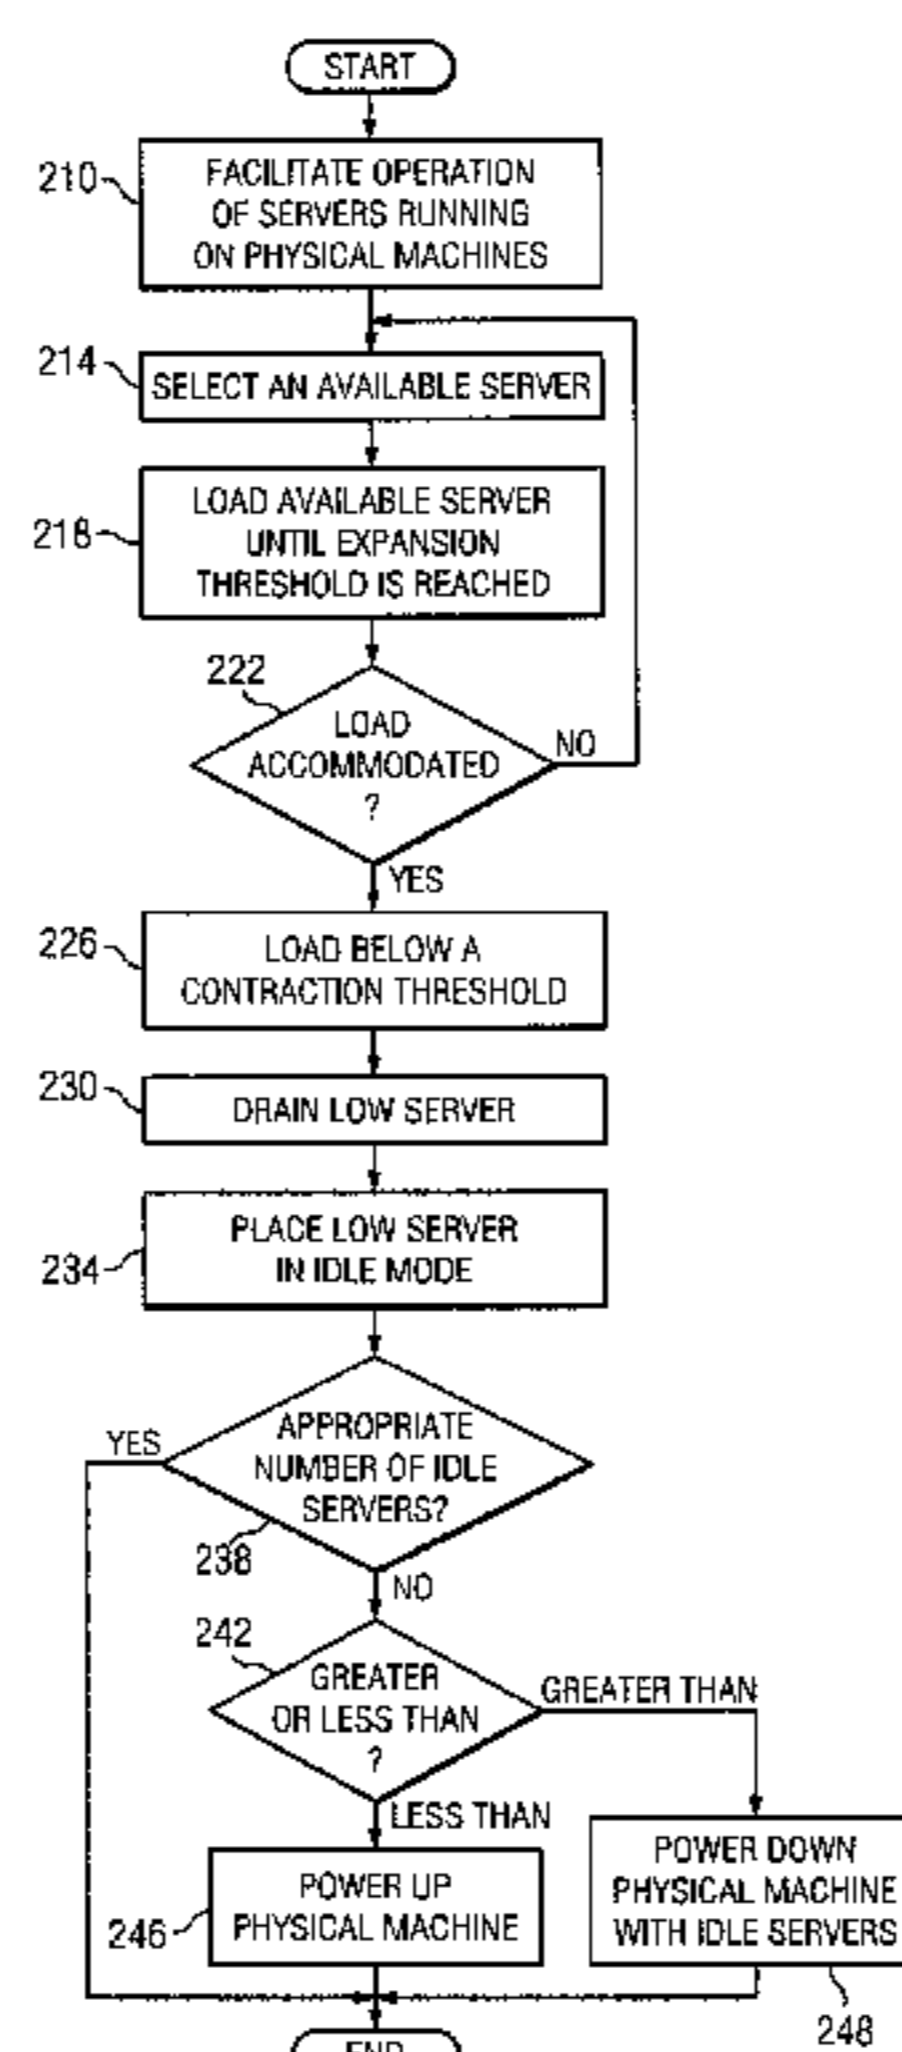 START
210
FACILITATE OPERATION
OF SERVERS RUNNING
ON PHYSICAL MACHINES
214
SELECT AN AVAILABLE SERVER
218
LOAD AVAILABLE SERVER
UNTIL EXPANSION
THRESHOLD IS REACHED
222
LOAD
ACCOMMODATED
?
NO
YES
226
LOAD BELOW A
CONTRACTION THRESHOLD
230
DRAIN LOW SERVER
234
PLACE LOW SERVER
IN IDLE MODE
YES
APPROPRIATE
NUMBER OF IDLE
SERVERS?
238
NO
242
GREATER
OR LESS THAN
?
GREATER THAN
LESS THAN
246
POWER UP
PHYSICAL MACHINE
POWER DOWN
PHYSICAL MACHINE
WITH IDLE SERVERS
248
END